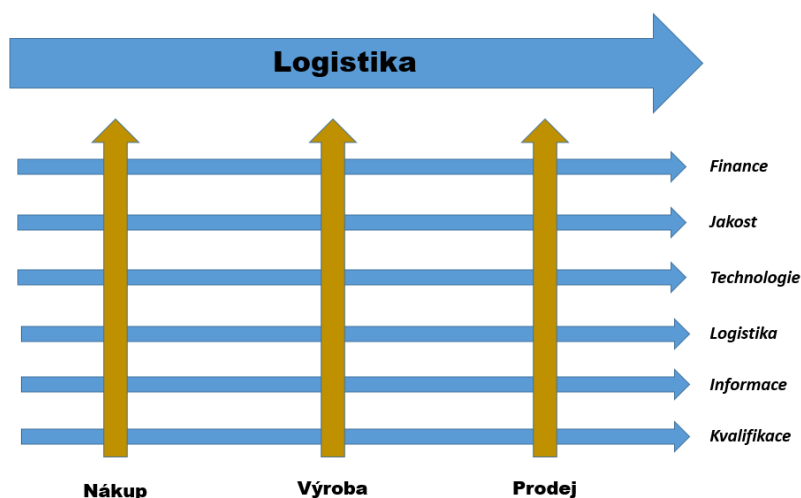 Logistika
Finance
Jakost
Technologie
Logistika
Informace
Kvalifikace
Nákup
Výroba
Prodej